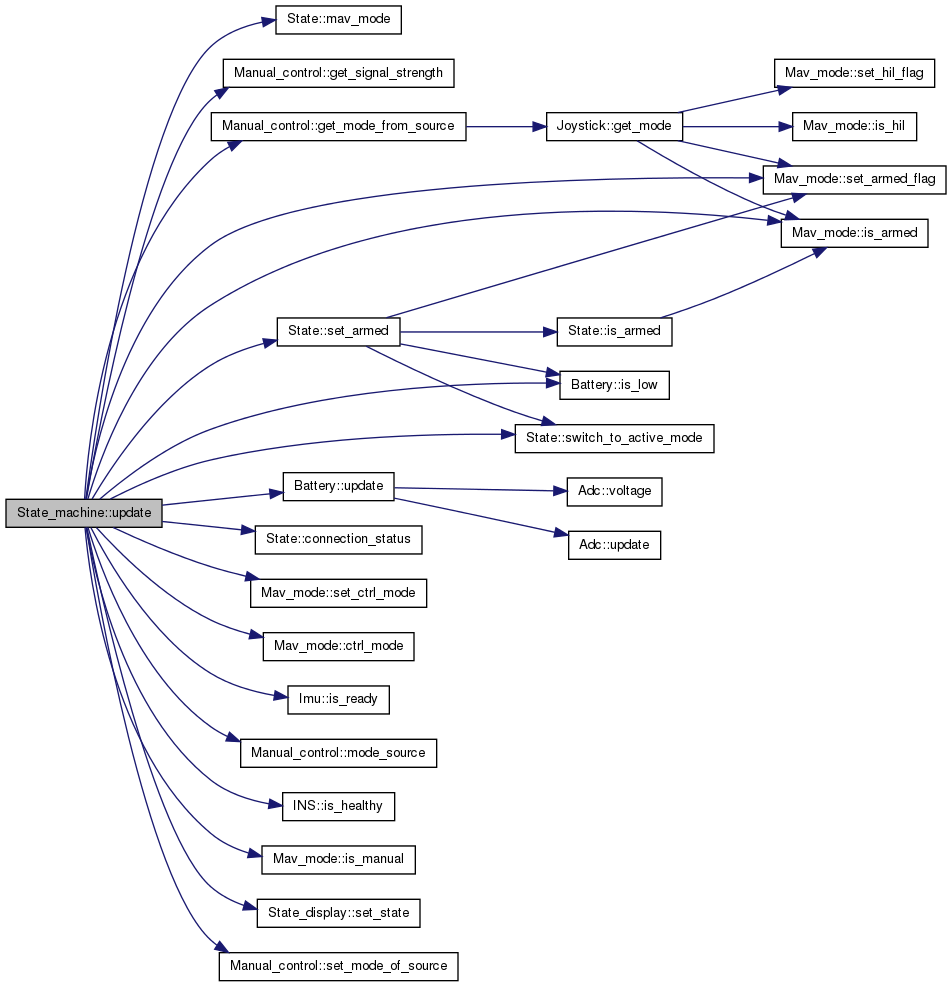 State::mav_mode
Manual_control::get_signal_strength
Mav_mode::set_hil_flag
Manual_control::get_mode_from_source
Joystick::get_mode
Mav_mode::is_hil
Mav_mode::set_armed_flag
Mav_mode::is_armed
State::set_armed
State::is_armed
Battery::is_low
State::switch_to_active_mode
Battery::update
Adc::voltage
State_machine::update
State::connection_status
Adc::update
Mav_mode::set_ctrl_mode
Mav_mode::ctrl_mode
Imu::is_ready
Manual_control::mode_source
INS::is_healthy
Mav_mode::is_manual
State_display::set_state
Manual_control::set_mode_of_source